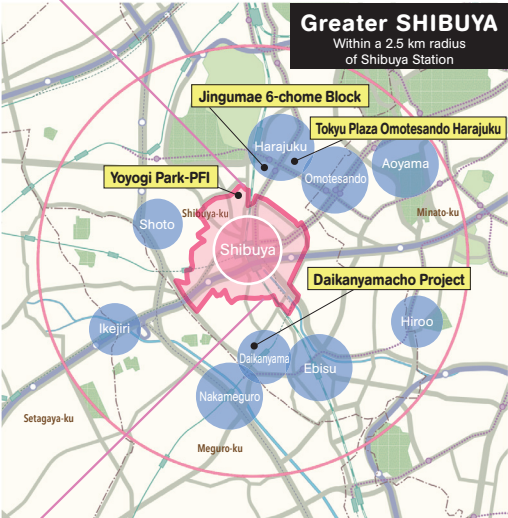 Greater SHIBUYA
Within a 2.5 km radius
of Shibuya Station
Jingumae 6-chome Block
Tokyu Plaza Omotesando Harajuku
Harajuku
Aoyama
Omotesando
Yoyogi Park-PFI
Shibuya-ku
Minato-ku
Shoto
Shibuya
Daikanyamacho Project
Hiroo
Ikejiri
Daikanyama
Ebisu
Nakameguro
Setagaya-ku
Meguro-ku